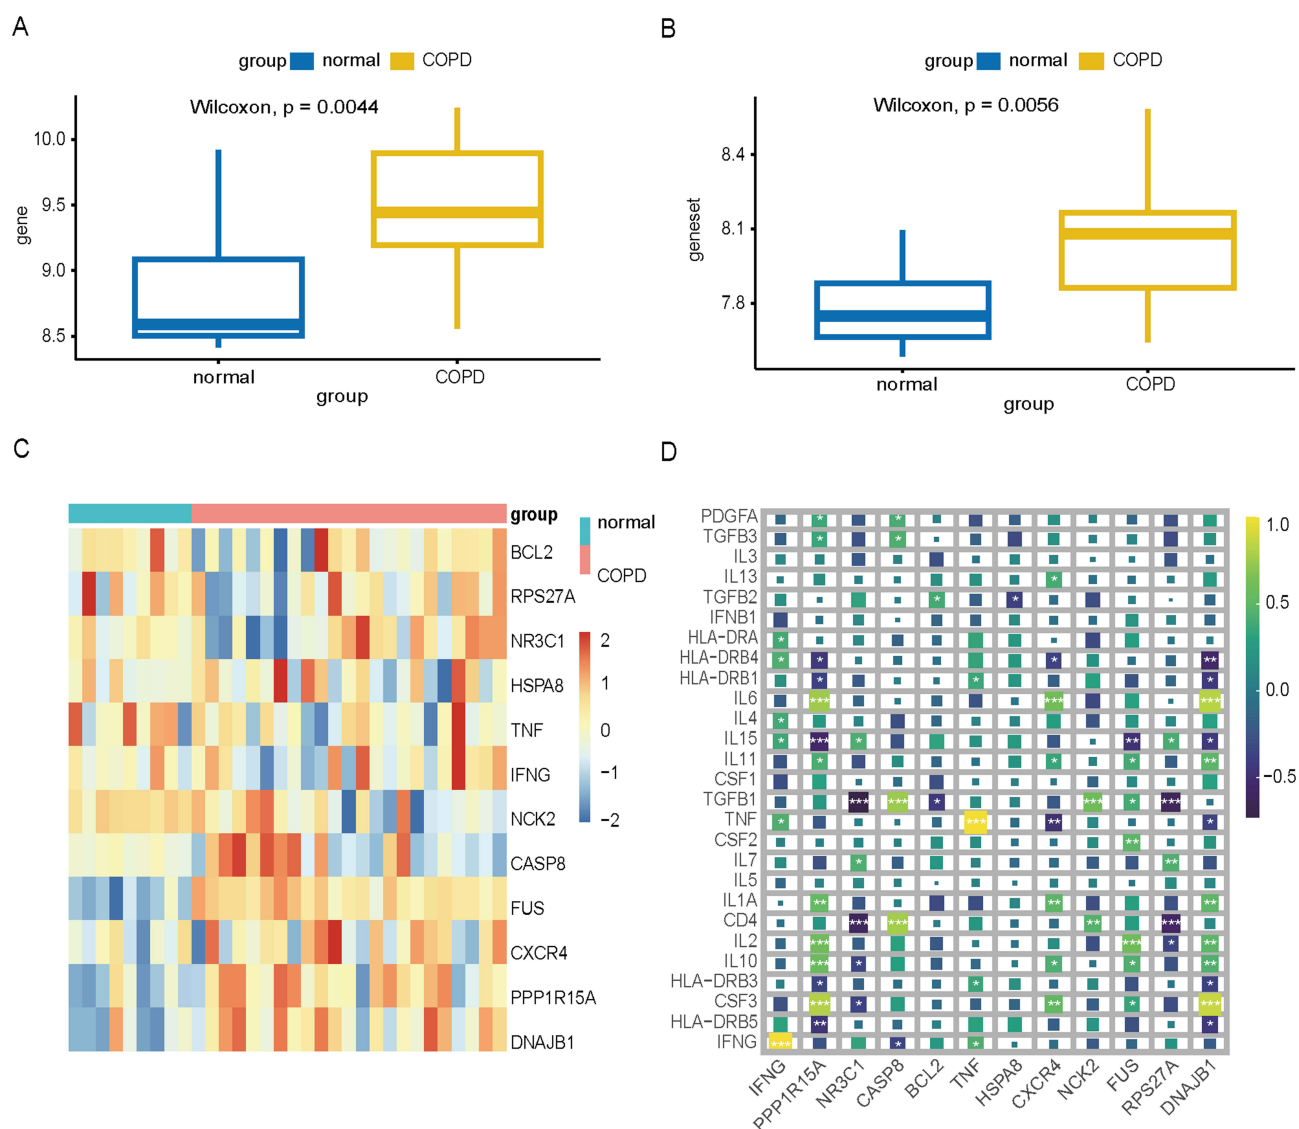 A
group normal COPD
Wilcoxon, p = 0.0044
gene
10.0
9.5
9.0
8.5
normal COPD
group
B
group normal COPD
Wilcoxon, p = 0.0056
geneset
8.4
8.1
7.8
normal COPD
group
C
group
normal
COPD
BCL2
RPS27A
NR3C1
HSPA8
TNF
IFNG
NCK2
CASP8
FUS
CXCR4
PPP1R15A
DNAJB1
2
1
0
−1
−2
D
PDGFA * *
TGFB3 * *
IL3
IL13 *
TGFB2 * *
IFNB1
HLA−DRA *
HLA−DRB4 * * * **
HLA−DRB1 * * *
IL6 *** *** ***
IL4 *
IL15 * *** * ** * *
IL11 * * * **
CSF1
TGFB1 *** *** * *** * ***
TNF * *** ** *
CSF2 **
IL7 * **
IL5
IL1A ** ** **
CD4 *** *** ** ***
IL2 *** *** * **
IL10 *** * * * **
HLA−DRB3 * * *
CSF3 *** * ** * ***
HLA−DRB5 ** *
IFNG *** * *
IFNG PPP1R15A NR3C1 CASP8 BCL2 TNF HSPA8 CXCR4 NCK2 FUS RPS27A DNAJB1
1.0
0.5
0.0
−0.5